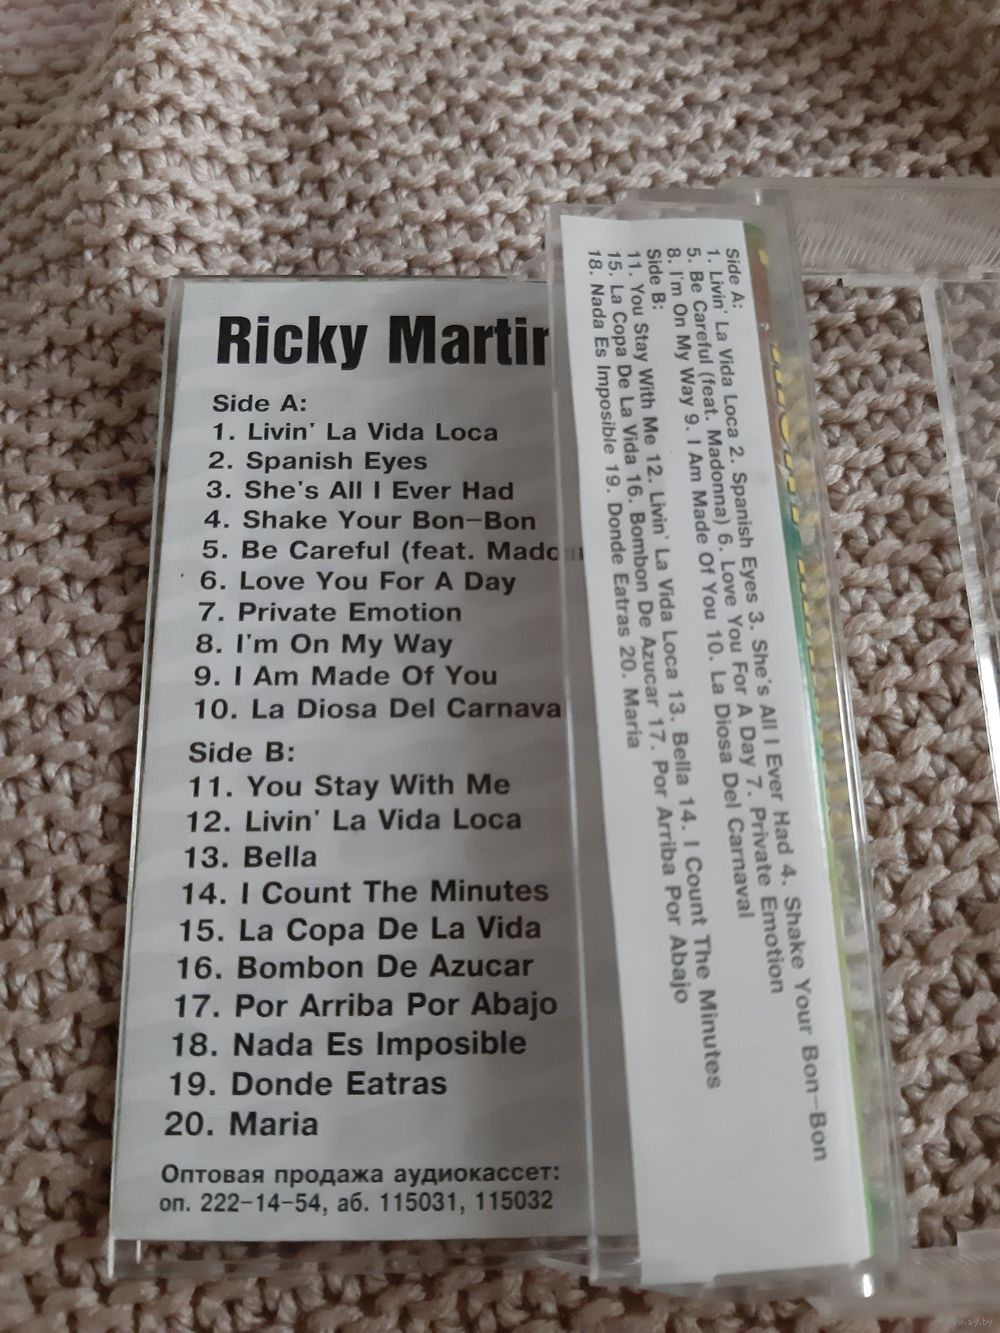 Ricky Martin
Side A:
1. Livin' La Vida Loca
2. Spanish Eyes
3. She's All I Ever Had
4. Shake Your Bon-Bon
5. Be Careful (feat. Mado
6. Love You For A Day
7. Private Emotion
8. I'm On My Way
9. I Am Made Of You
10. La Diosa Del Carnava
Side B:
11. You Stay With Me
12. Livin' La Vida Loca
13. Bella
14. I Count The Minutes
15. La Copa De La Vida
16. Bombon De Azucar
17. Por Arriba Por Abajo
18. Nada Es Imposible
19. Donde Eatras
20. Maria
Оптовая продажа аудиокассет:
оп. 222-14-54, аб. 115031, 115032
Side A:
1. Livin' La Vida Loca 2. Spanish Eyes 3. She's All I Ever Had 4. Shake Your Bon-Bon
5. Be Careful (feat. Madonna) 6. Love You For A Day 7. Private Emotion
8. I'm On My Way 9. I Am Made Of You 10. La Diosa Del Carnaval
Side B:
11. You Stay With Me 12. Livin' La Vida Loca 13. Bella 14. I Count The Minutes
15. La Copa De La Vida 16. Bombon De Azucar 17. Por Arriba Por Abajo
18. Nada Es Imposible 19. Donde Eatras 20. Maria